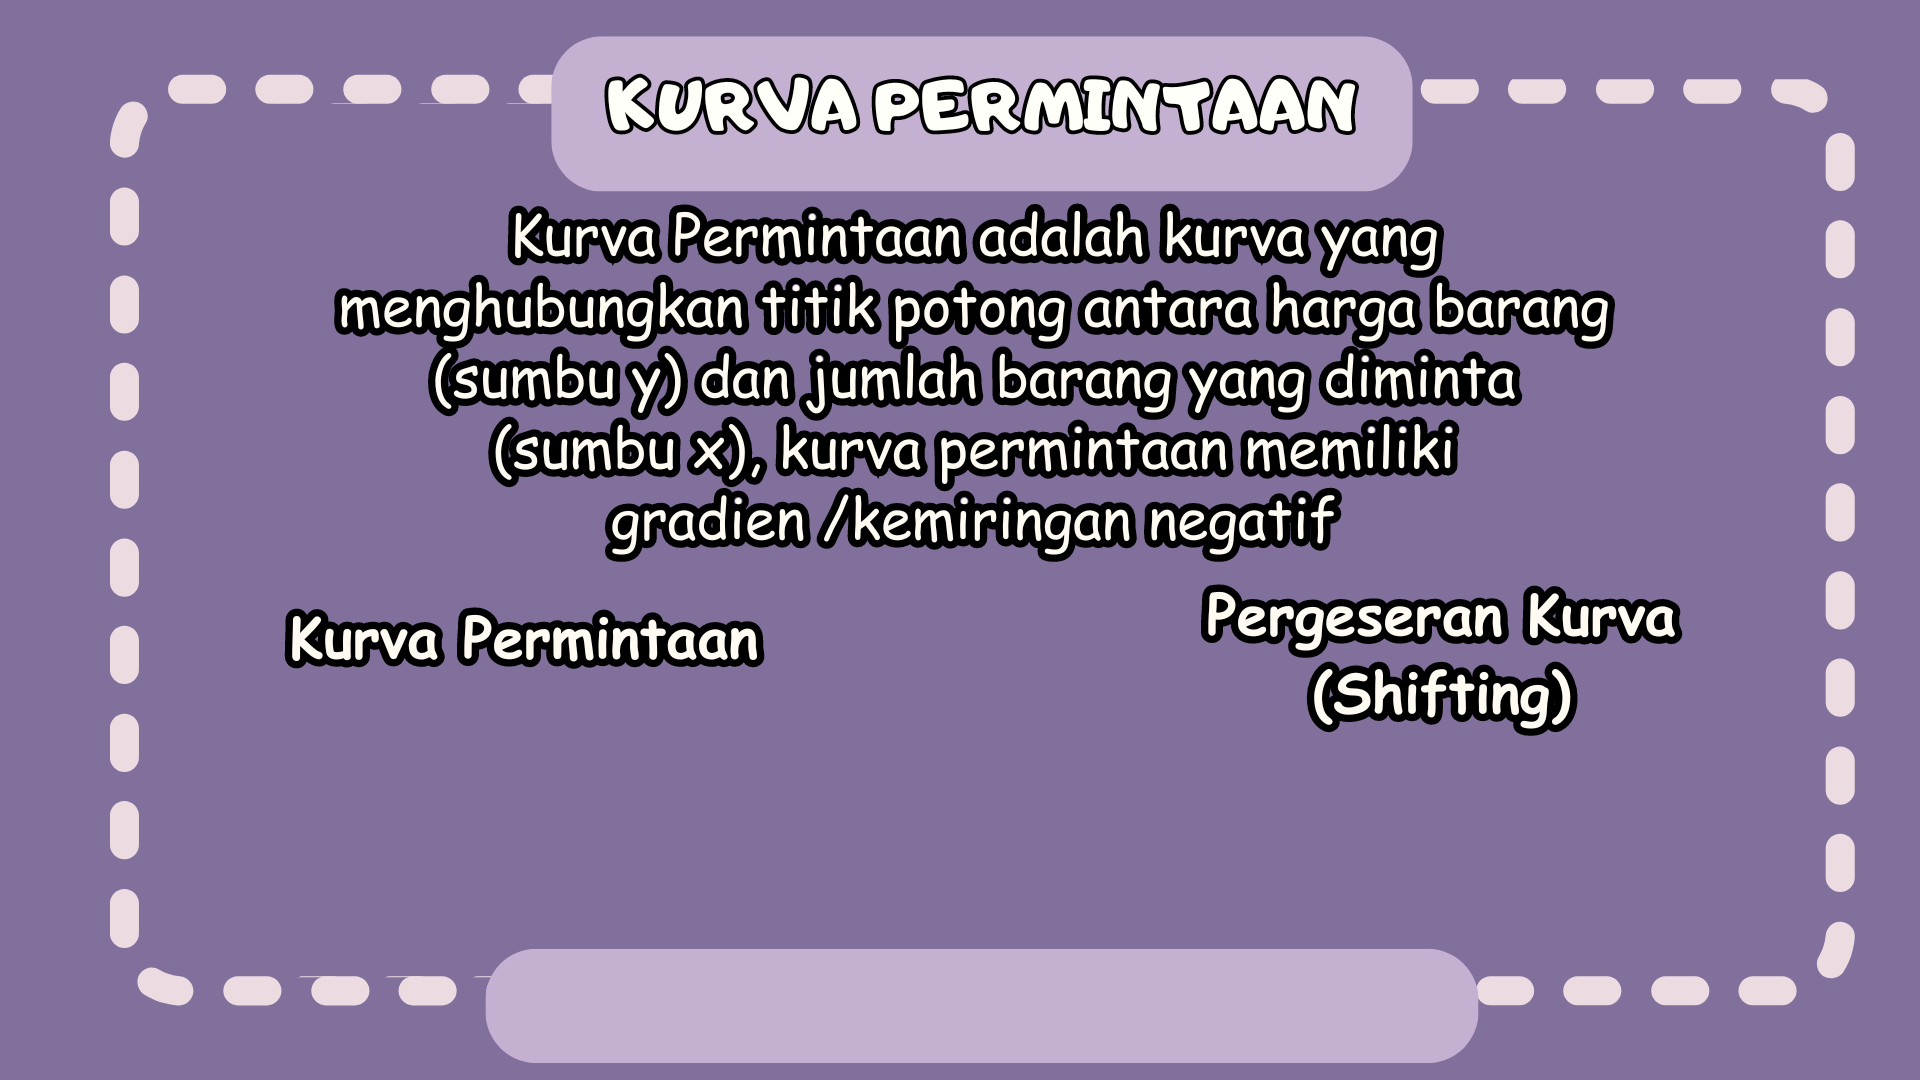 KURVA PERMINTAAN
Kurva Permintaan adalah kurva yang
menghubungkan titik potong antara harga barang
(sumbu y) dan jumlah barang yang diminta
(sumbu x), kurva permintaan memiliki
gradien /kemiringan negatif
Kurva Permintaan
Pergeseran Kurva
(Shifting)